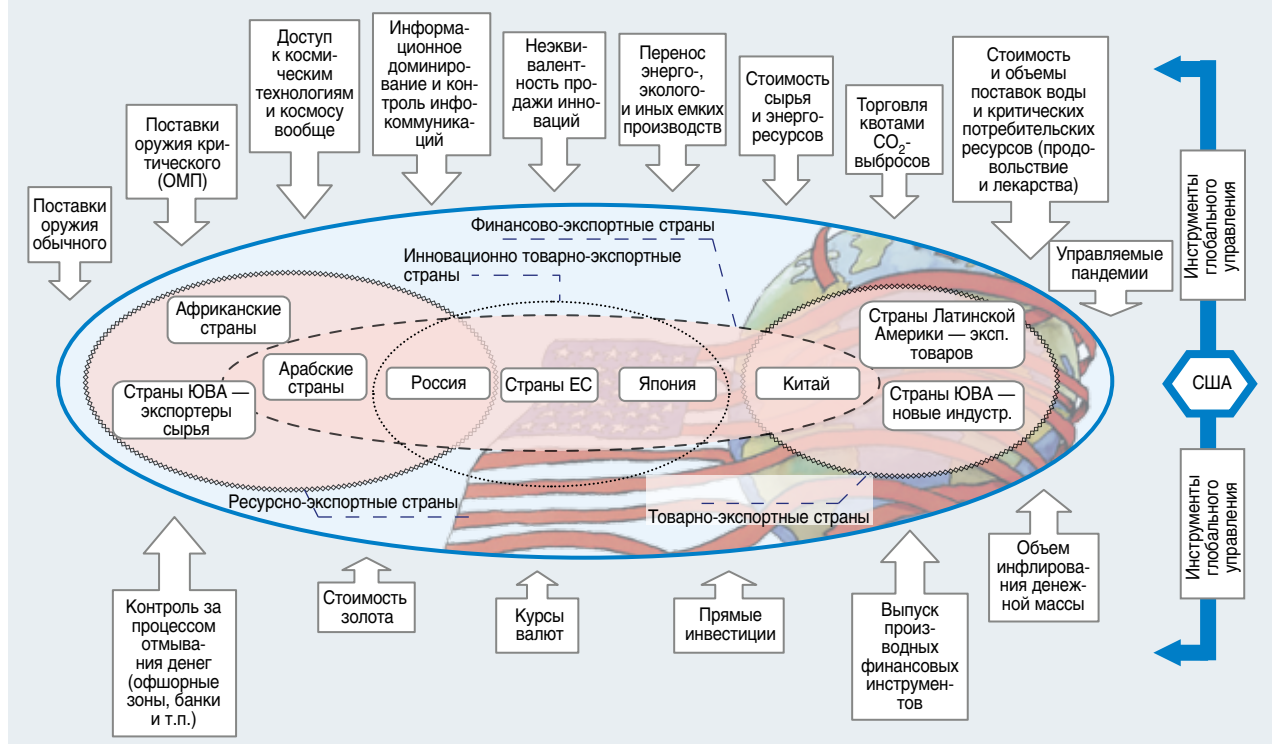 Поставки
оружия
обычного
Поставки
оружия кри-
тического
(ОМП)
Доступ
к косми-
ческим
технологиям
и космосу
вообще
Информа-
ционное
доминиро-
вание и кон-
троль инфо-
коммуника-
ций
Неэкви-
валент-
ность про-
дажи инно-
ваций
Перенос
энерго-,
эколого-
и иных емких
производств
Стоимость
сырья
и энерго-
ресурсов
Торговля
квотами
CO2-
выбросов
Стоимость
и объемы
поставок воды
и критических
потребительских
ресурсов (продо-
вольствие
и лекарства)
Управляемые
пандемии
Инструменты
глобального
управления
США
Инструменты
глобального
управления
Финансово-экспортные страны
Инновационно товарно-экспортные
страны
Африканские
страны
Страны ЮВА —
экспортеры
сырья
Арабские
страны
Россия
Страны ЕС
Япония
Китай
Страны Латинской
Америки — эксп.
товаров
Страны ЮВА —
новые индустр.
Ресурсно-экспортные страны
Товарно-экспортные страны
Контроль за
процессом
отмыва-
ния денег
(офшорные
зоны, банки
и т.п.)
Стоимость
золота
Курсы
валют
Прямые
инвестиции
Выпуск
произ-
водных
финансовых
инструмен-
тов
Объем
инфлирова-
ния денеж-
ной массы